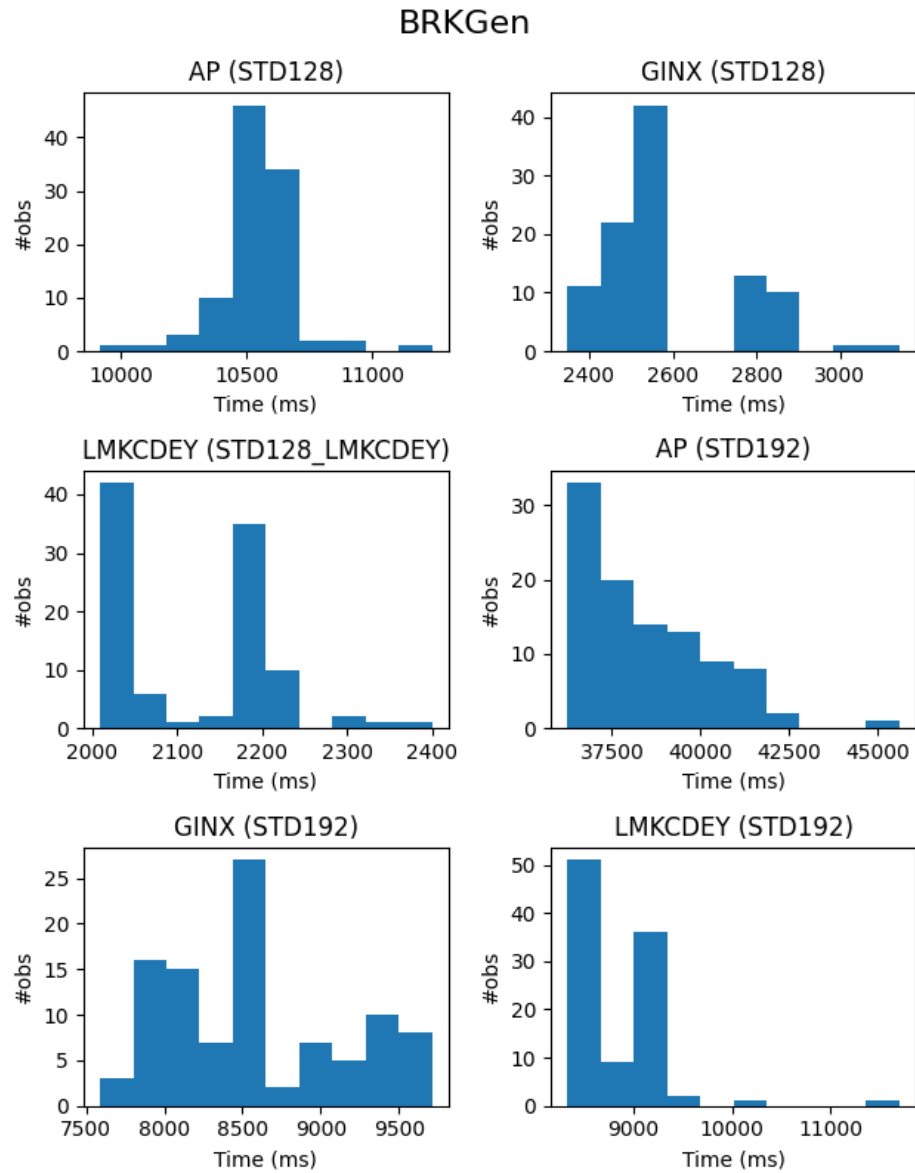 BRKGen
AP (STD128)
40
30
20
10
0
#obs
10000 10500 11000
Time (ms)
GINX (STD128)
40
30
20
10
0
#obs
2400 2600 2800 3000
Time (ms)
LMKCDEY (STD128_LMKCDEY)
40
30
20
10
0
#obs
2000 2100 2200 2300 2400
Time (ms)
AP (STD192)
30
20
10
0
#obs
37500 40000 42500 45000
Time (ms)
GINX (STD192)
25
20
15
10
5
0
#obs
7500 8000 8500 9000 9500
Time (ms)
LMKCDEY (STD192)
50
40
30
20
10
0
#obs
9000 10000 11000
Time (ms)